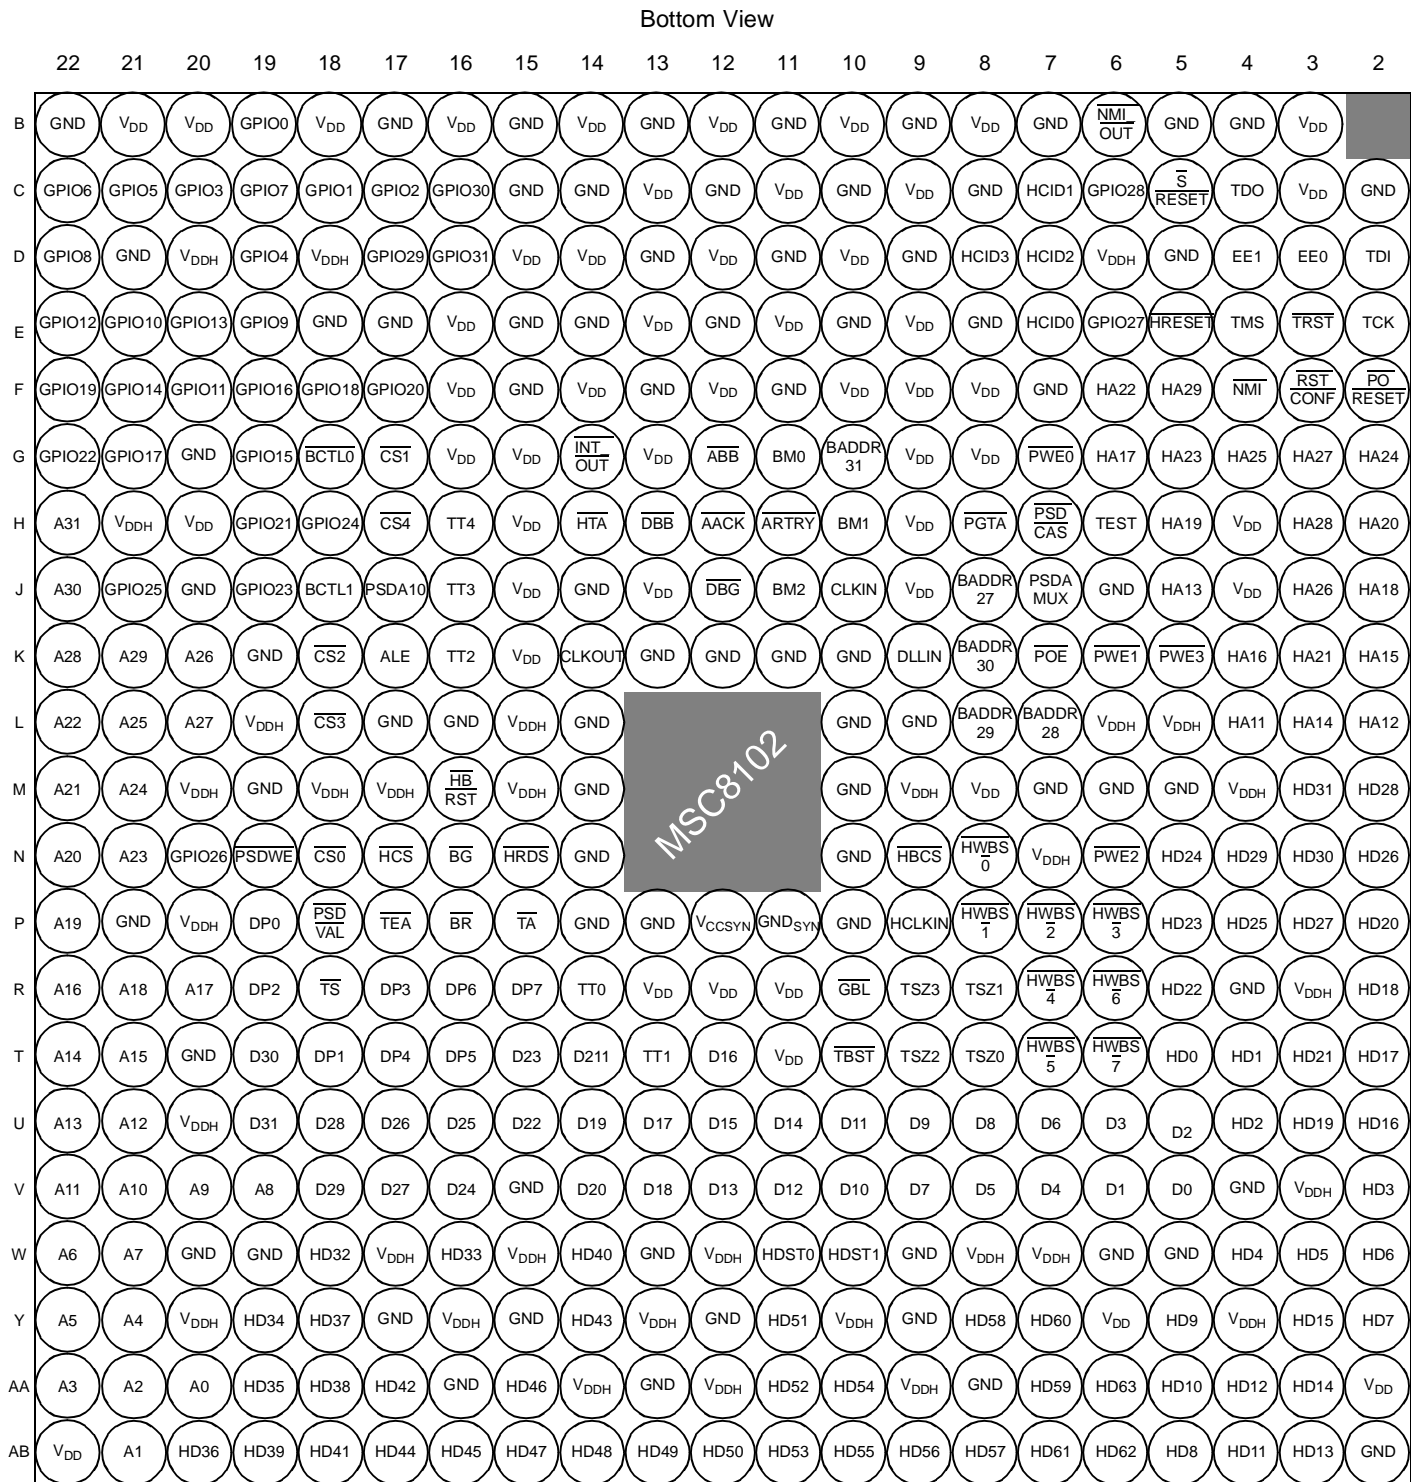 Bottom View
22 21 20 19 18 17 16 15 14 13 12 11 10 9 8 7 6 5 4 3 2
B GND VDD VDD GPIO0 VDD GND VDD GND VDD GND VDD GND VDD GND VDD GND NMI_ OUT GND GND VDD
C GPIO6 GPIO5 GPIO3 GPIO7 GPIO1 GPIO2 GPIO30 GND GND VDD GND VDD GND VDD GND HCID1 GPIO28 S RESET TDO VDD GND
D GPIO8 GND VDDH GPIO4 VDDH GPIO29 GPIO31 VDD VDD GND VDD GND VDD GND HCID3 HCID2 VDDH GND EE1 EE0 TDI
E GPIO12 GPIO10 GPIO13 GPIO9 GND GND VDD GND GND VDD GND VDD GND VDD GND HCID0 GPIO27 HRESET TMS TRST TCK
F GPIO19 GPIO14 GPIO11 GPIO16 GPIO18 GPIO20 VDD GND VDD GND VDD GND VDD VDD VDD GND HA22 HA29 NMI RST CONF PO RESET
G GPIO22 GPIO17 GND GPIO15 BCTL0 CS1 VDD VDD INT_ OUT VDD ABB BM0 BADDR 31 VDD VDD PWE0 HA17 HA23 HA25 HA27 HA24
H A31 VDDH VDD GPIO21 GPIO24 CS4 TT4 VDD HTA DBB AACK ARTRY BM1 VDD PGTA PSD CAS TEST HA19 VDD HA28 HA20
J A30 GPIO25 GND GPIO23 BCTL1 PSDA10 TT3 VDD GND VDD DBG BM2 CLKIN VDD BADDR 27 PSDA MUX GND HA13 VDD HA26 HA18
K A28 A29 A26 GND CS2 ALE TT2 VDD CLKOUT GND GND GND GND DLLIN BADDR 30 POE PWE1 PWE3 HA16 HA21 HA15
L A22 A25 A27 VDDH CS3 GND GND VDDH GND GND GND BADDR 29 BADDR 28 VDDH VDDH HA11 HA14 HA12
MSC8102
M A21 A24 VDDH GND VDDH VDDH HB RST VDDH GND GND VDDH VDD GND GND GND VDDH HD31 HD28
N A20 A23 GPIO26 PSDWE CS0 HCS BG HRDS GND GND HBCS HWBS 0 VDDH PWE2 HD24 HD29 HD30 HD26
P A19 GND VDDH DP0 PSD VAL TEA BR TA GND GND VCCSYN GNDSYN GND HCLKIN HWBS 1 HWBS 2 HWBS 3 HD23 HD25 HD27 HD20
R A16 A18 A17 DP2 TS DP3 DP6 DP7 TT0 VDD VDD VDD GBL TSZ3 TSZ1 HWBS 4 HWBS 6 HD22 GND VDDH HD18
T A14 A15 GND D30 DP1 DP4 DP5 D23 D211 TT1 D16 VDD TBST TSZ2 TSZ0 HWBS 5 HWBS 7 HD0 HD1 HD21 HD17
U A13 A12 VDDH D31 D28 D26 D25 D22 D19 D17 D15 D14 D11 D9 D8 D6 D3 D2 HD2 HD19 HD16
V A11 A10 A9 A8 D29 D27 D24 GND D20 D18 D13 D12 D10 D7 D5 D4 D1 D0 GND VDDH HD3
W A6 A7 GND GND HD32 VDDH HD33 VDDH HD40 GND VDDH HDST0 HDST1 GND VDDH VDDH GND GND HD4 HD5 HD6
Y A5 A4 VDDH HD34 HD37 GND VDDH GND HD43 VDDH GND HD51 VDDH GND HD58 HD60 VDD HD9 VDDH HD15 HD7
AA A3 A2 A0 HD35 HD38 HD42 GND HD46 VDDH GND VDDH HD52 HD54 VDDH GND HD59 HD63 HD10 HD12 HD14 VDD
AB VDD A1 HD36 HD39 HD41 HD44 HD45 HD47 HD48 HD49 HD50 HD53 HD55 HD56 HD57 HD61 HD62 HD8 HD11 HD13 GND